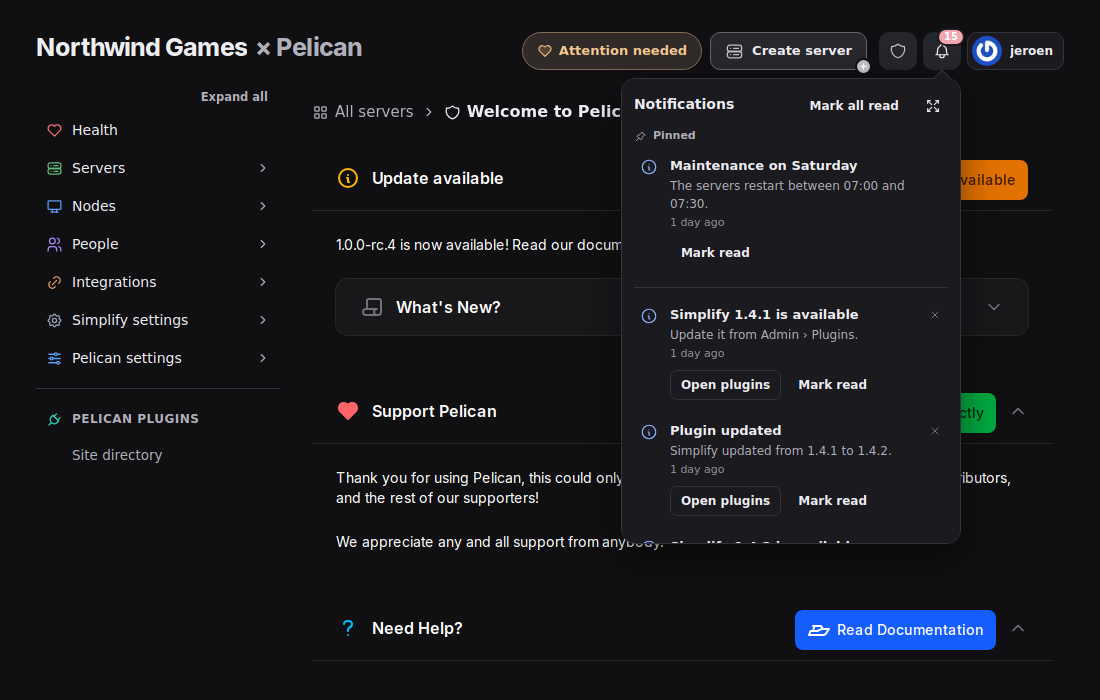 Northwind Games × Pelican
Attention needed
Create server
15
jeroen
Expand all
Health
Servers
Nodes
People
Integrations
Simplify settings
Pelican settings
PELICAN PLUGINS
Site directory
All servers
Welcome to
Update available
1.0.0-rc.4 is now available! Read our
What's New?
Support Pelican
Thank you for using Pelican, this could only
and the rest of our supporters!
We appreciate any and all support from anybody.
Need Help?
Read Documentation
Notifications
Mark all read
Pinned
Maintenance on Saturday
The servers restart between 07:00 and
07:30.
1 day ago
Mark read
Simplify 1.4.1 is available
Update it from Admin › Plugins.
1 day ago
Open plugins
Mark read
Plugin updated
Simplify updated from 1.4.1 to 1.4.2.
1 day ago
Open plugins
Mark read